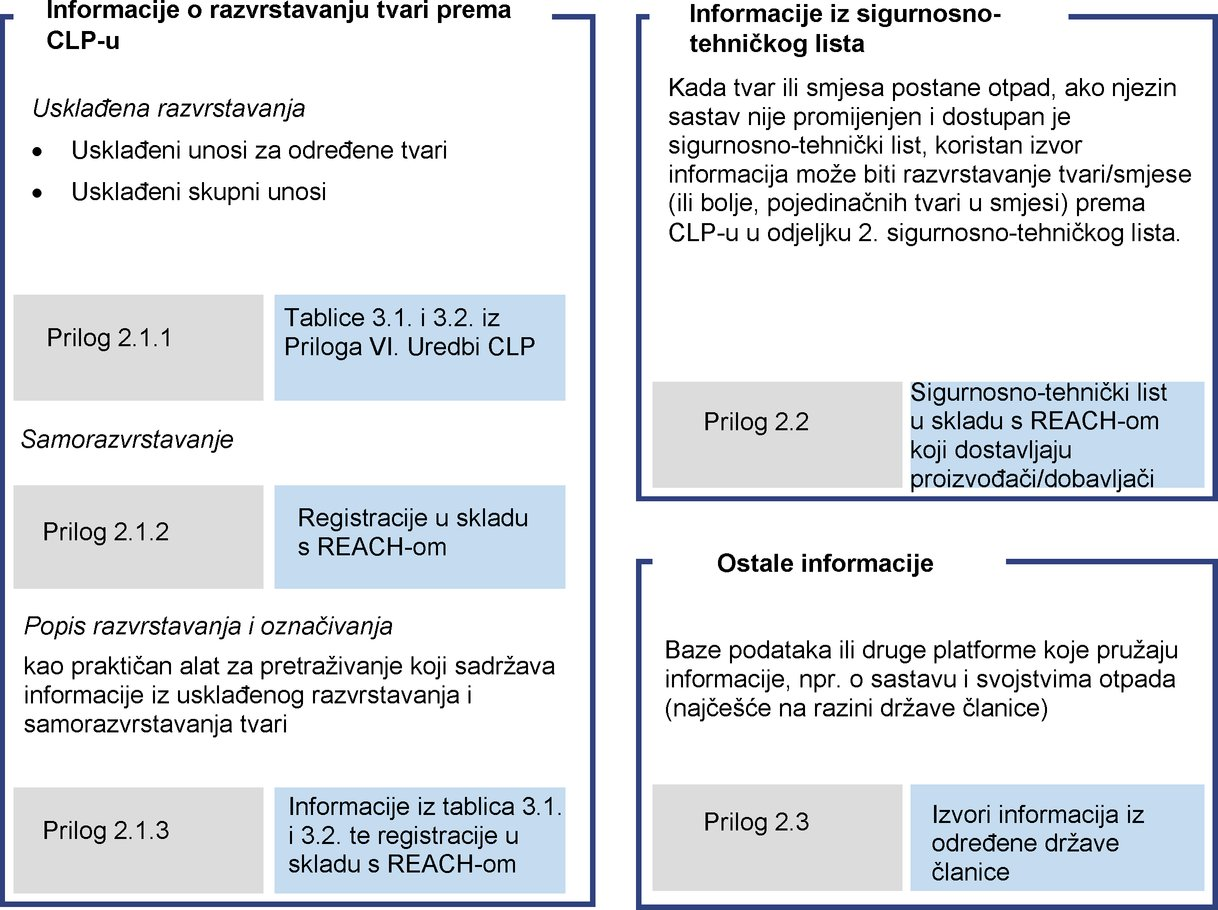 Informacije o razvrstavanju tvari prema
CLP-u
Usklađena razvrstavanja
• Usklađeni unosi za određene tvari
• Usklađeni skupni unosi
Prilog 2.1.1
Tablice 3.1. i 3.2. iz
Priloga VI. Uredbi CLP
Samorazvrstavanje
Prilog 2.1.2
Registracije u skladu
s REACH-om
Popis razvrstavanja i označivanja
kao praktičan alat za pretraživanje koji sadržava
informacije iz usklađenog razvrstavanja i
samorazvrstavanja tvari
Prilog 2.1.3
Informacije iz tablica 3.1.
i 3.2. te registracije u
skladu s REACH-om
Informacije iz sigurnosno-
tehničkog lista
Kada tvar ili smjesa postane otpad, ako njezin
sastav nije promijenjen i dostupan je
sigurnosno-tehnički list, koristan izvor
informacija može biti razvrstavanje tvari/smjese
(ili bolje, pojedinačnih tvari u smjesi) prema
CLP-u u odjeljku 2. sigurnosno-tehničkog lista.
Prilog 2.2
Sigurnosno-tehnički list
u skladu s REACH-om
koji dostavljaju
proizvođači/dobavljači
Ostale informacije
Baze podataka ili druge platforme koje pružaju
informacije, npr. o sastavu i svojstvima otpada
(najčešće na razini države članice)
Prilog 2.3
Izvori informacija iz
određene države
članice